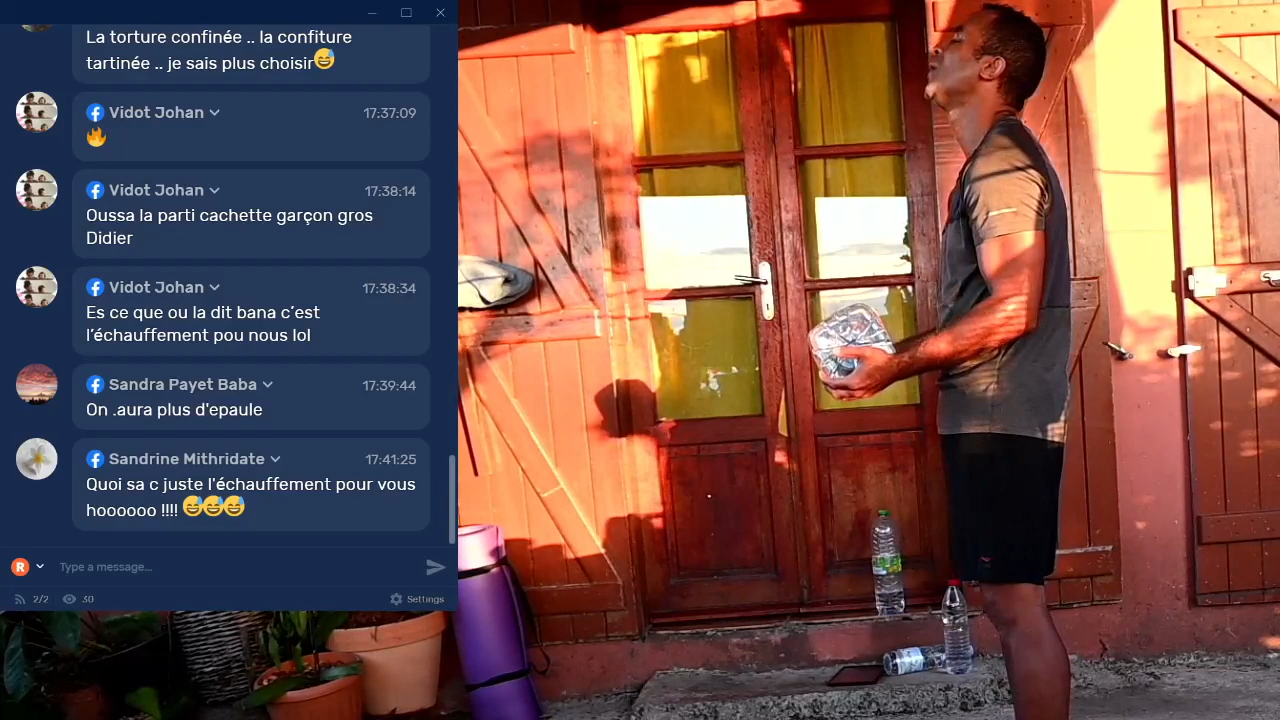 La torture confinée .. la confiture
tartinée .. je sais plus choisir😅
Vidot Johan 17:37:09
🔥
Vidot Johan 17:38:14
Oussa la parti cachette garçon gros
Didier
Vidot Johan 17:38:34
Es ce que ou la dit bana c’est
l’échauffement pou nous lol
Sandra Payet Baba 17:39:44
On .aura plus d'epaule
Sandrine Mithridate 17:41:25
Quoi sa c juste l'échauffement pour vous
hoooooo !!!! 😅😅😅
R Type a message...
2/2 30 Settings